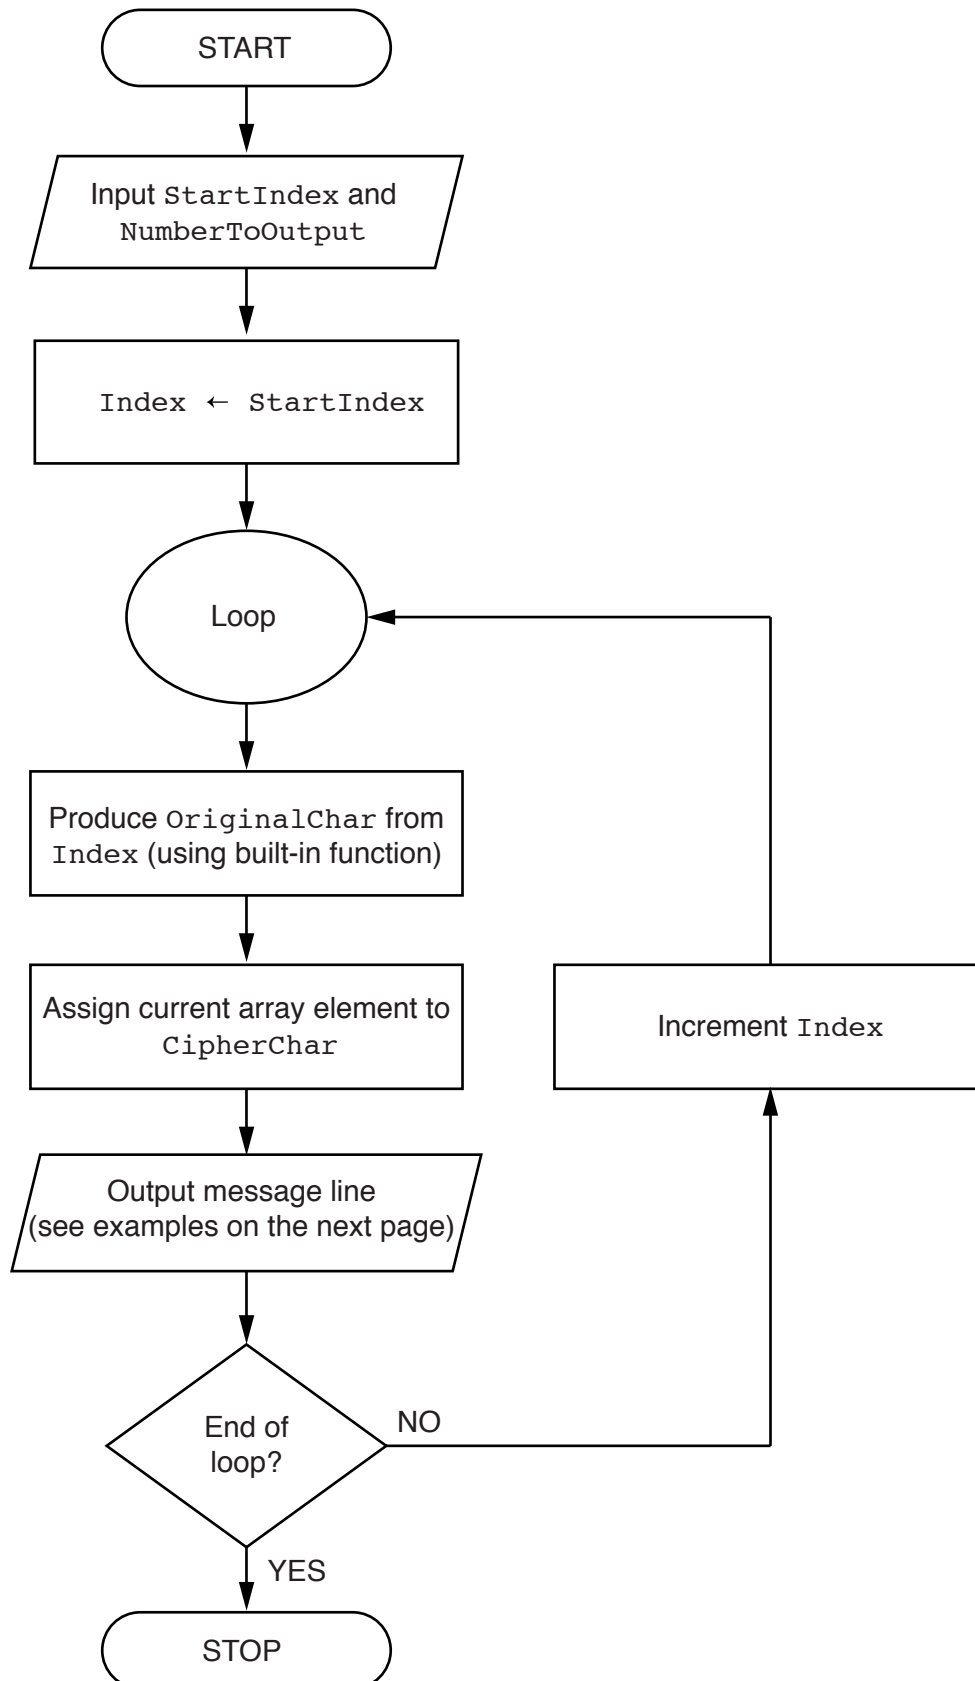 START
Input StartIndex and
NumberToOutput
Index ← StartIndex
Loop
Produce OriginalChar from
Index (using built-in function)
Assign current array element to
CipherChar
Increment Index
Output message line
(see examples on the next page)
End of
loop?
NO
YES
STOP